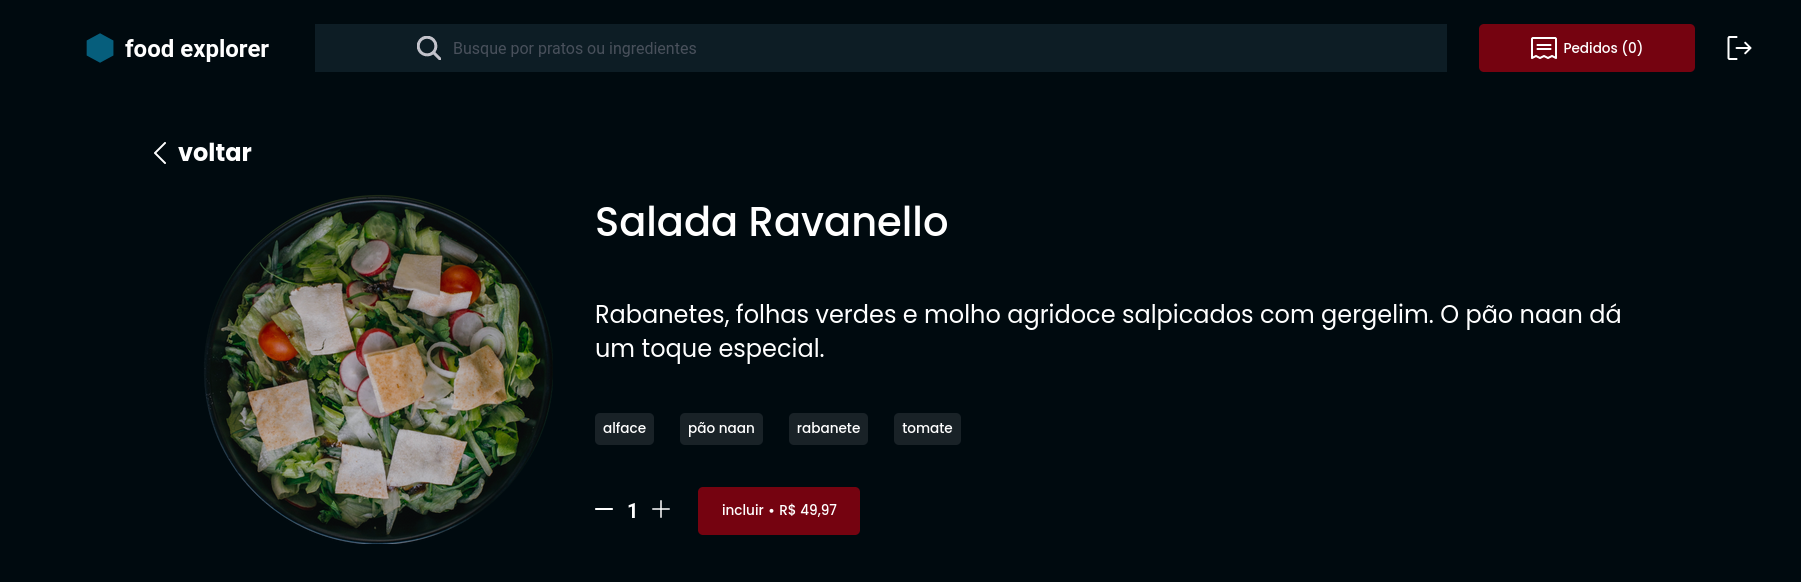 food explorer
Busque por pratos ou ingredientes
Pedidos (0)
voltar
Salada Ravanello
Rabanetes, folhas verdes e molho agridoce salpicados com gergelim. O pão naan dá
um toque especial.
alface pão naan rabanete tomate
1 incluir • R$ 49,97